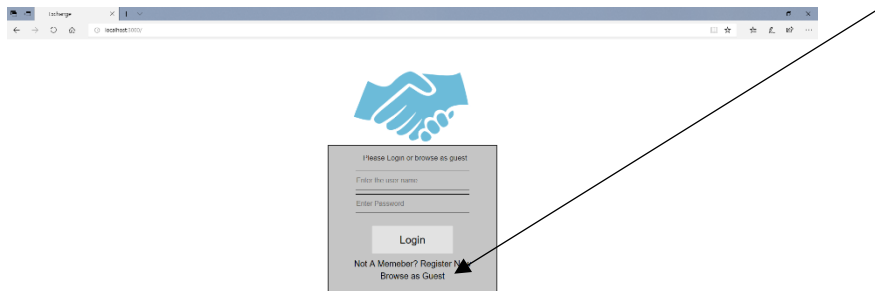 Exchange
localhost:3000/
Please Login or browse as guest
Enter the user name
Enter Password
Login
Not A Memeber? Register Now
Browse as Guest